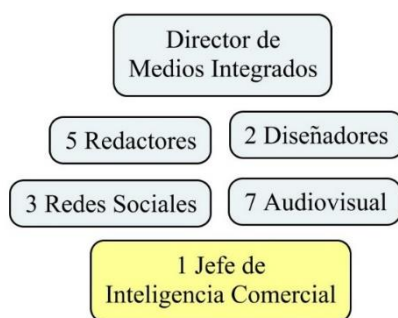 Director de
Medios Integrados
5 Redactores
2 Diseñadores
3 Redes Sociales
7 Audiovisual
1 Jefe de
Inteligencia Comercial